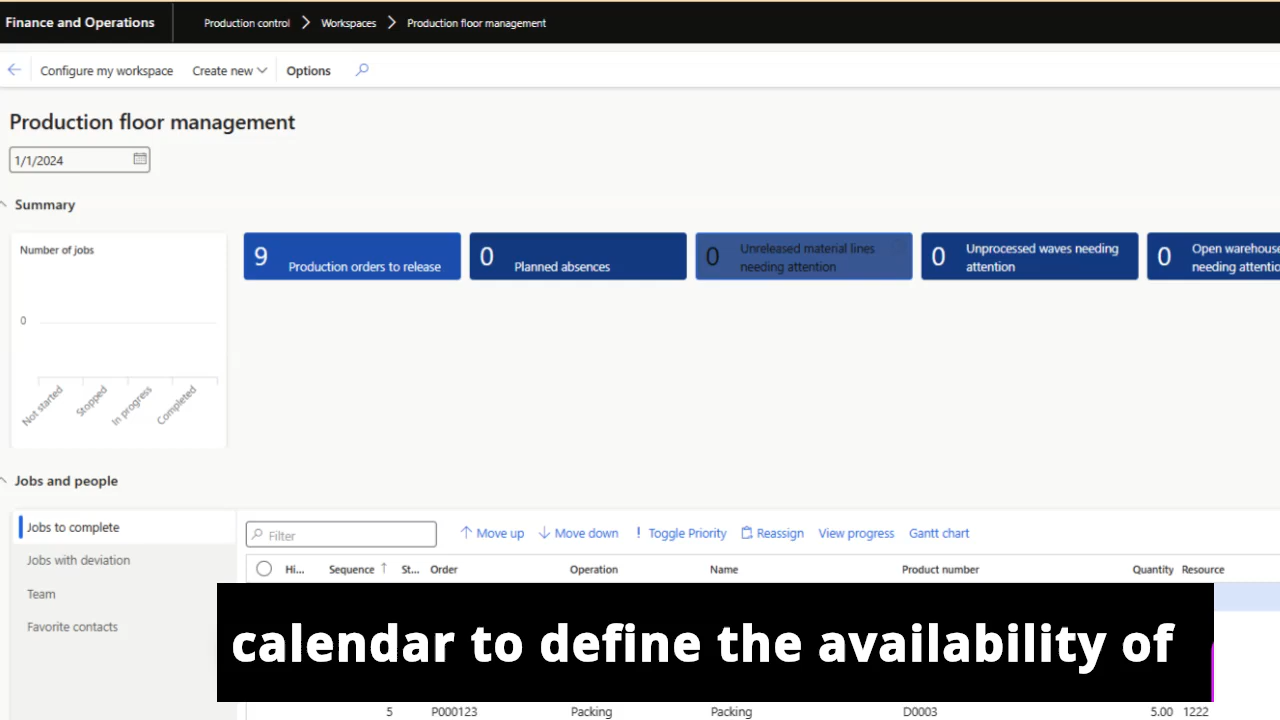 Finance and Operations
Production control
Workspaces
Production floor management
Configure my workspace
Create new
Options
Production floor management
1/1/2024
Summary
Number of jobs
0
Not started
Stopped
In progress
Completed
9
Production orders to release
0
Planned absences
0
Unreleased material lines
needing attention
0
Unprocessed waves needing
attention
0
Open warehouse
needing attentio
Jobs and people
Jobs to complete
Jobs with deviation
Team
Favorite contacts
Filter
Move up
Move down
! Toggle Priority
Reassign
View progress
Gantt chart
Hi... Sequence St... Order Operation Name Product number Quantity Resource
calendar to define the availability of
5 P000123 Packing Packing D0003 5.00 1222